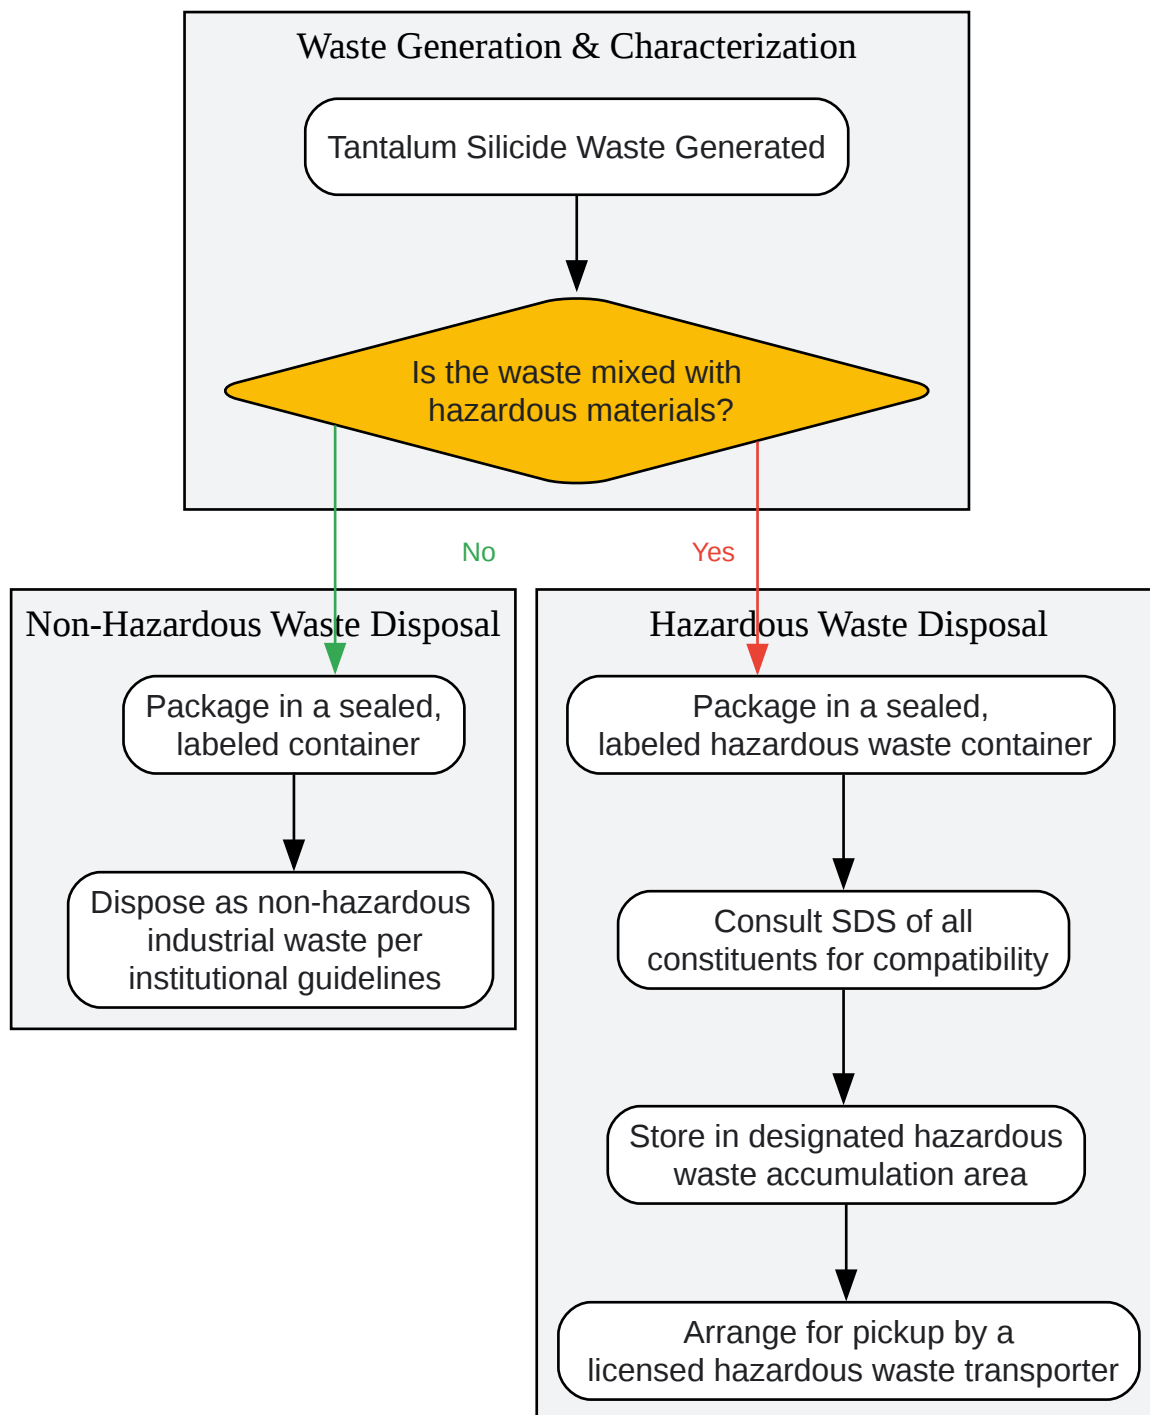 Waste Generation & Characterization
Tantalum Silicide Waste Generated
Is the waste mixed with
hazardous materials?
No
Yes
Non-Hazardous Waste Disposal
Package in a sealed,
labeled container
Dispose as non-hazardous
industrial waste per
institutional guidelines
Hazardous Waste Disposal
Package in a sealed,
labeled hazardous waste container
Consult SDS of all
constituents for compatibility
Store in designated hazardous
waste accumulation area
Arrange for pickup by a
licensed hazardous waste transporter